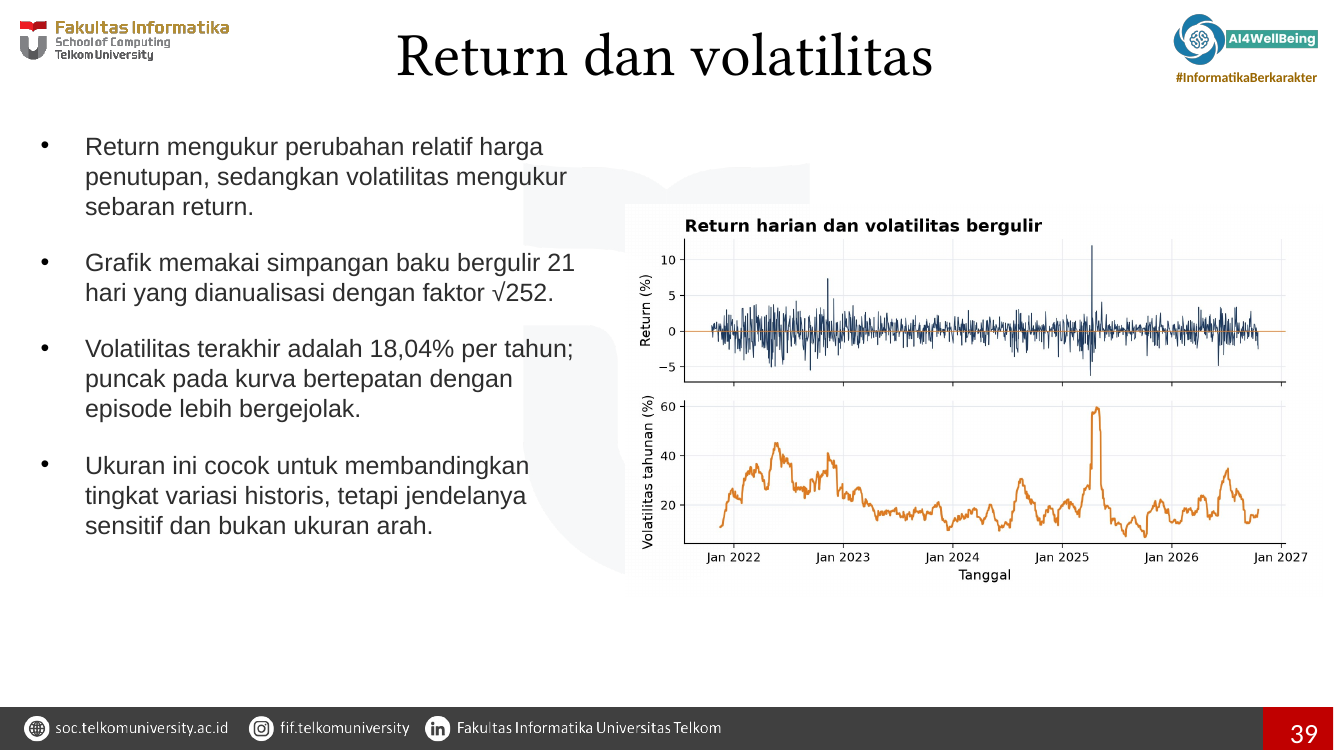 Fakultas Informatika
School of Computing
Telkom University
Return dan volatilitas
AI4WellBeing
#InformatikaBerkarakter
• Return mengukur perubahan relatif harga
penutupan, sedangkan volatilitas mengukur
sebaran return.
• Grafik memakai simpangan baku bergulir 21
hari yang dianualisasi dengan faktor √252.
• Volatilitas terakhir adalah 18,04% per tahun;
puncak pada kurva bertepatan dengan
episode lebih bergejolak.
• Ukuran ini cocok untuk membandingkan
tingkat variasi historis, tetapi jendelanya
sensitif dan bukan ukuran arah.
Return harian dan volatilitas bergulir
Return (%)
10
5
0
−5
Volatilitas tahunan (%)
60
40
20
Jan 2022 Jan 2023 Jan 2024 Jan 2025 Jan 2026 Jan 2027
Tanggal
soc.telkomuniversity.ac.id fif.telkomuniversity Fakultas Informatika Universitas Telkom
39